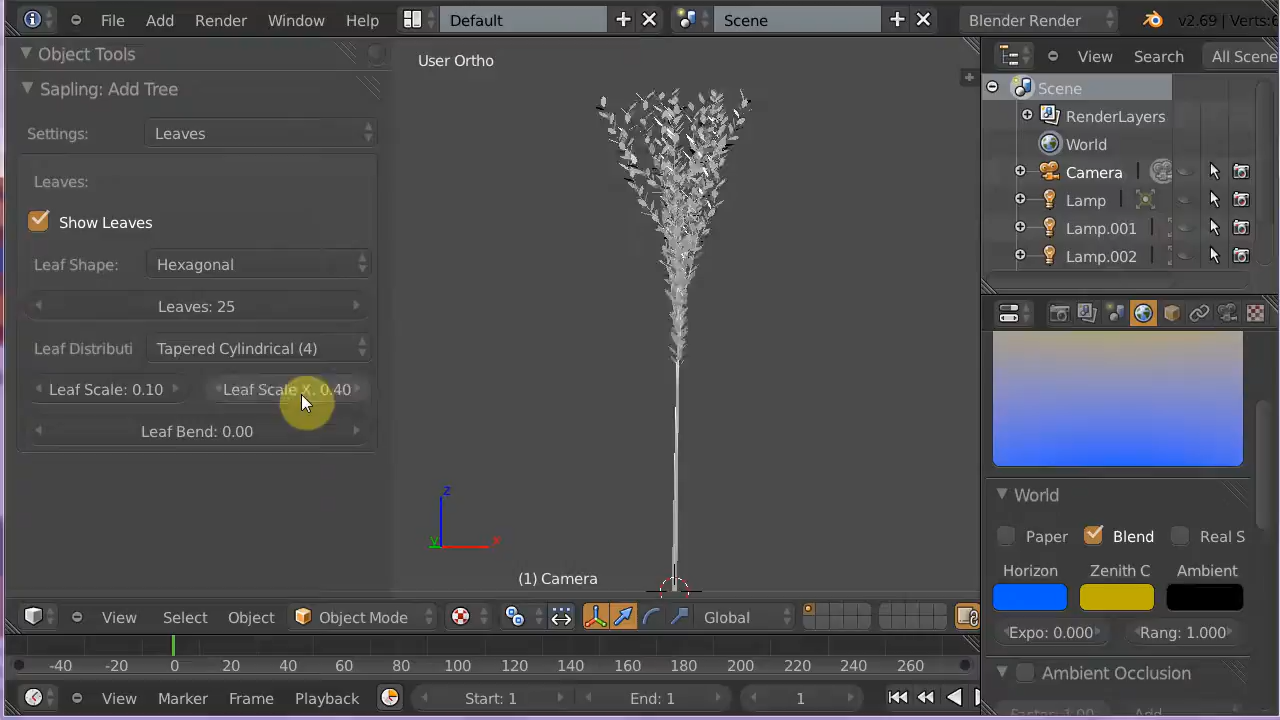 File Add Render Window Help Default Scene Blender Render v2.69 | Verts:
Object Tools
Sapling: Add Tree
Settings: Leaves
Leaves:
Show Leaves
Leaf Shape: Hexagonal
Leaves: 25
Leaf Distributi Tapered Cylindrical (4)
Leaf Scale: 0.10 Leaf Scale X: 0.40
Leaf Bend: 0.00
User Ortho
z
y x
(1) Camera
View Select Object Object Mode Global
-40 -20 0 20 40 60 80 100 120 140 160 180 200 220 240 260
View Marker Frame Playback Start: 1 End: 1 1
View Search All Scene
Scene
RenderLayers
World
Camera
Lamp
Lamp.001
Lamp.002
World
Paper Blend Real S
Horizon Zenith C Ambient
Expo: 0.000 Rang: 1.000
Ambient Occlusion
Factor: 1.00 Add